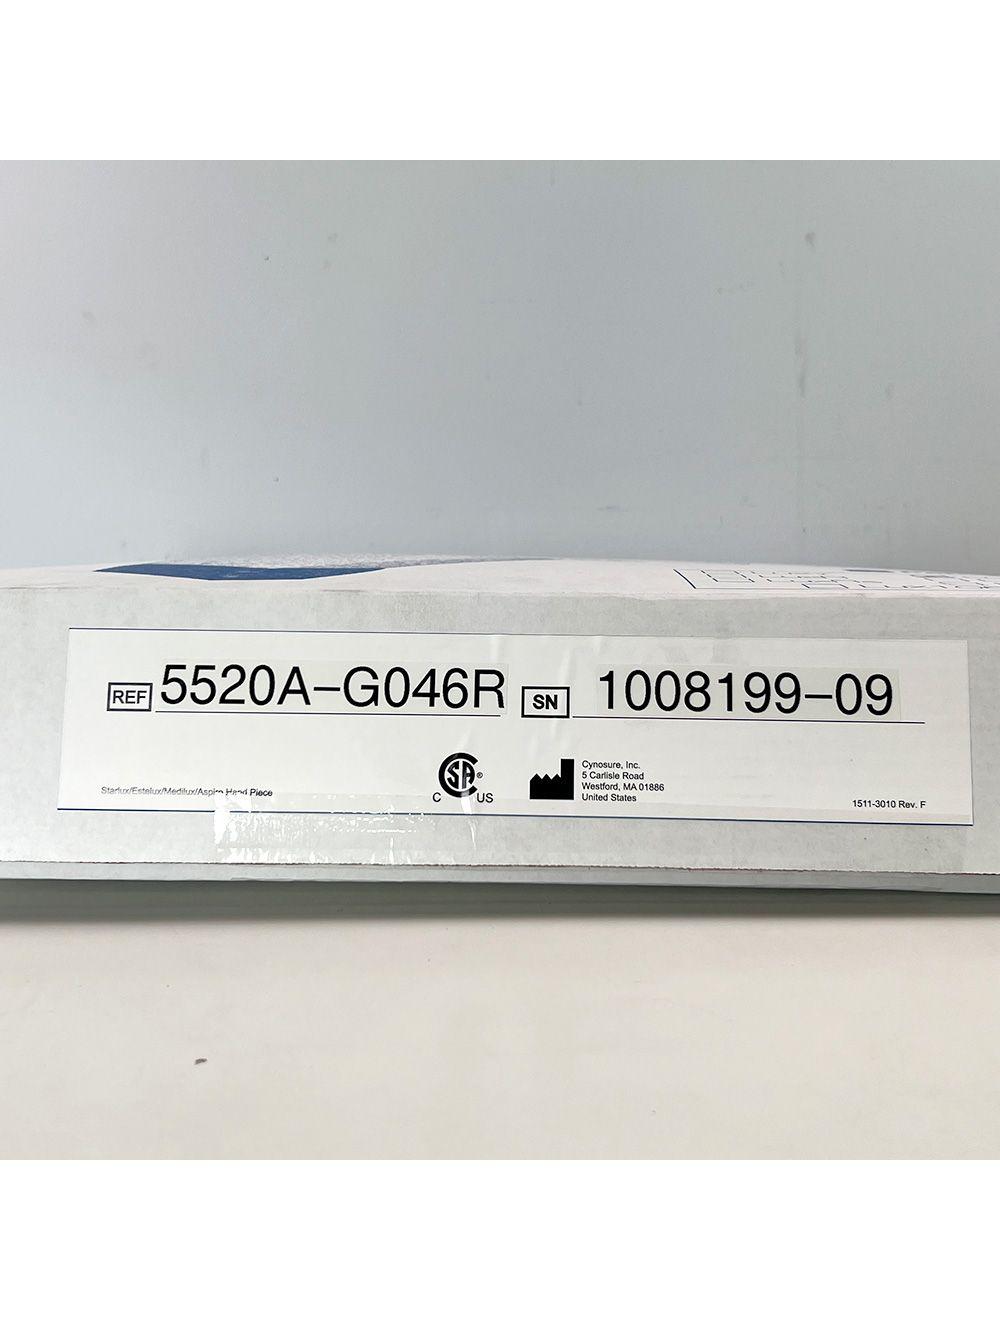 REF 5520A-G046R SN 1008199-09
Starlux/Estelux/Medilux/Aspire Hand Piece
CSA®
C US
Cynosure, Inc.
5 Carlisle Road
Westford, MA 01886
United States
1511-3010 Rev. F